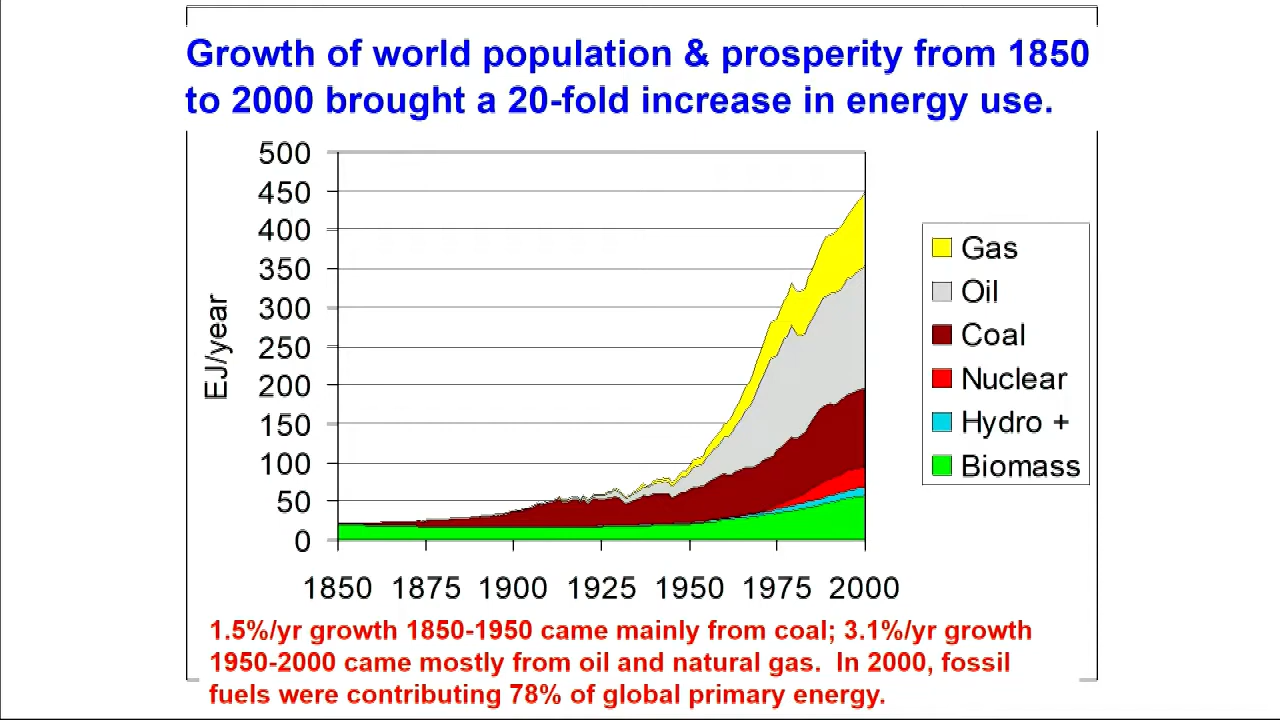 Growth of world population & prosperity from 1850
to 2000 brought a 20-fold increase in energy use.
500
450
400
350
300
250
200
150
100
50
0
EJ/year
1850 1875 1900 1925 1950 1975 2000
Gas
Oil
Coal
Nuclear
Hydro +
Biomass
1.5%/yr growth 1850-1950 came mainly from coal; 3.1%/yr growth
1950-2000 came mostly from oil and natural gas. In 2000, fossil
fuels were contributing 78% of global primary energy.